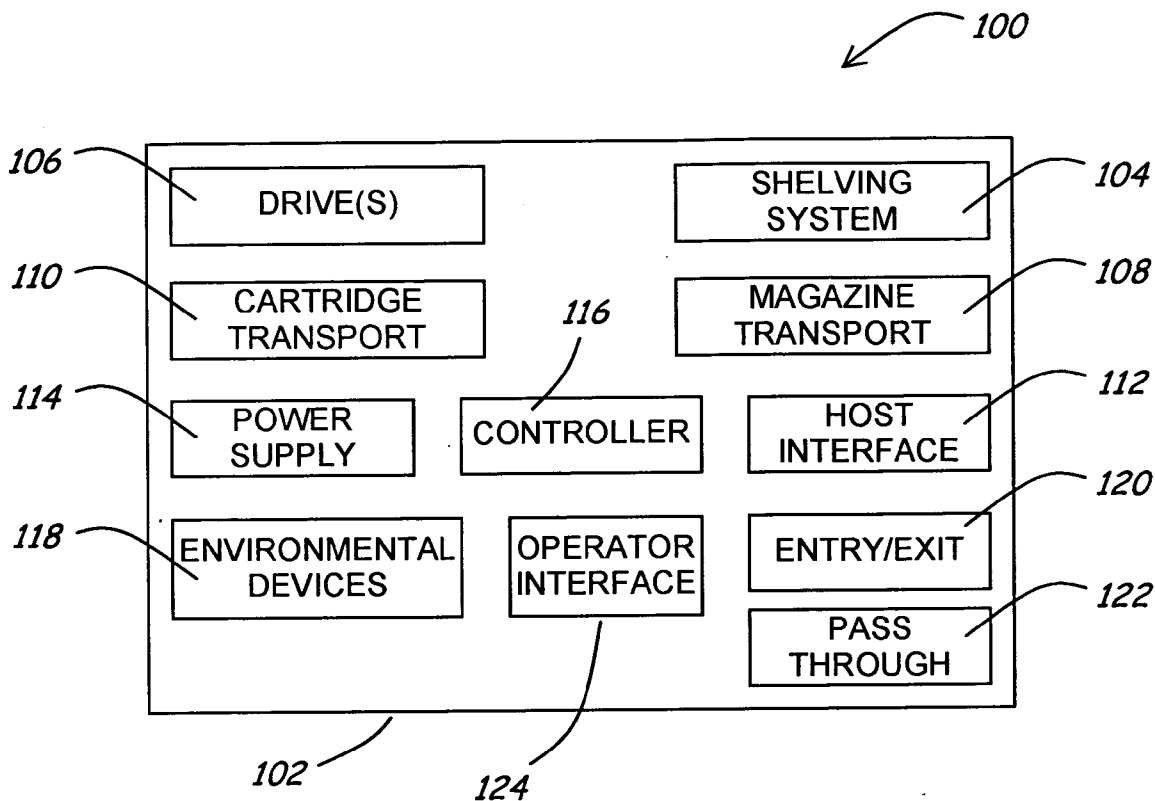 100
106
DRIVE(S)
SHELVING
SYSTEM
104
110
CARTRIDGE
TRANSPORT
116
MAGAZINE
TRANSPORT
108
114
POWER
SUPPLY
CONTROLLER
HOST
INTERFACE
112
118
ENVIRONMENTAL
DEVICES
OPERATOR
INTERFACE
ENTRY/EXIT
120
PASS
THROUGH
122
102
124